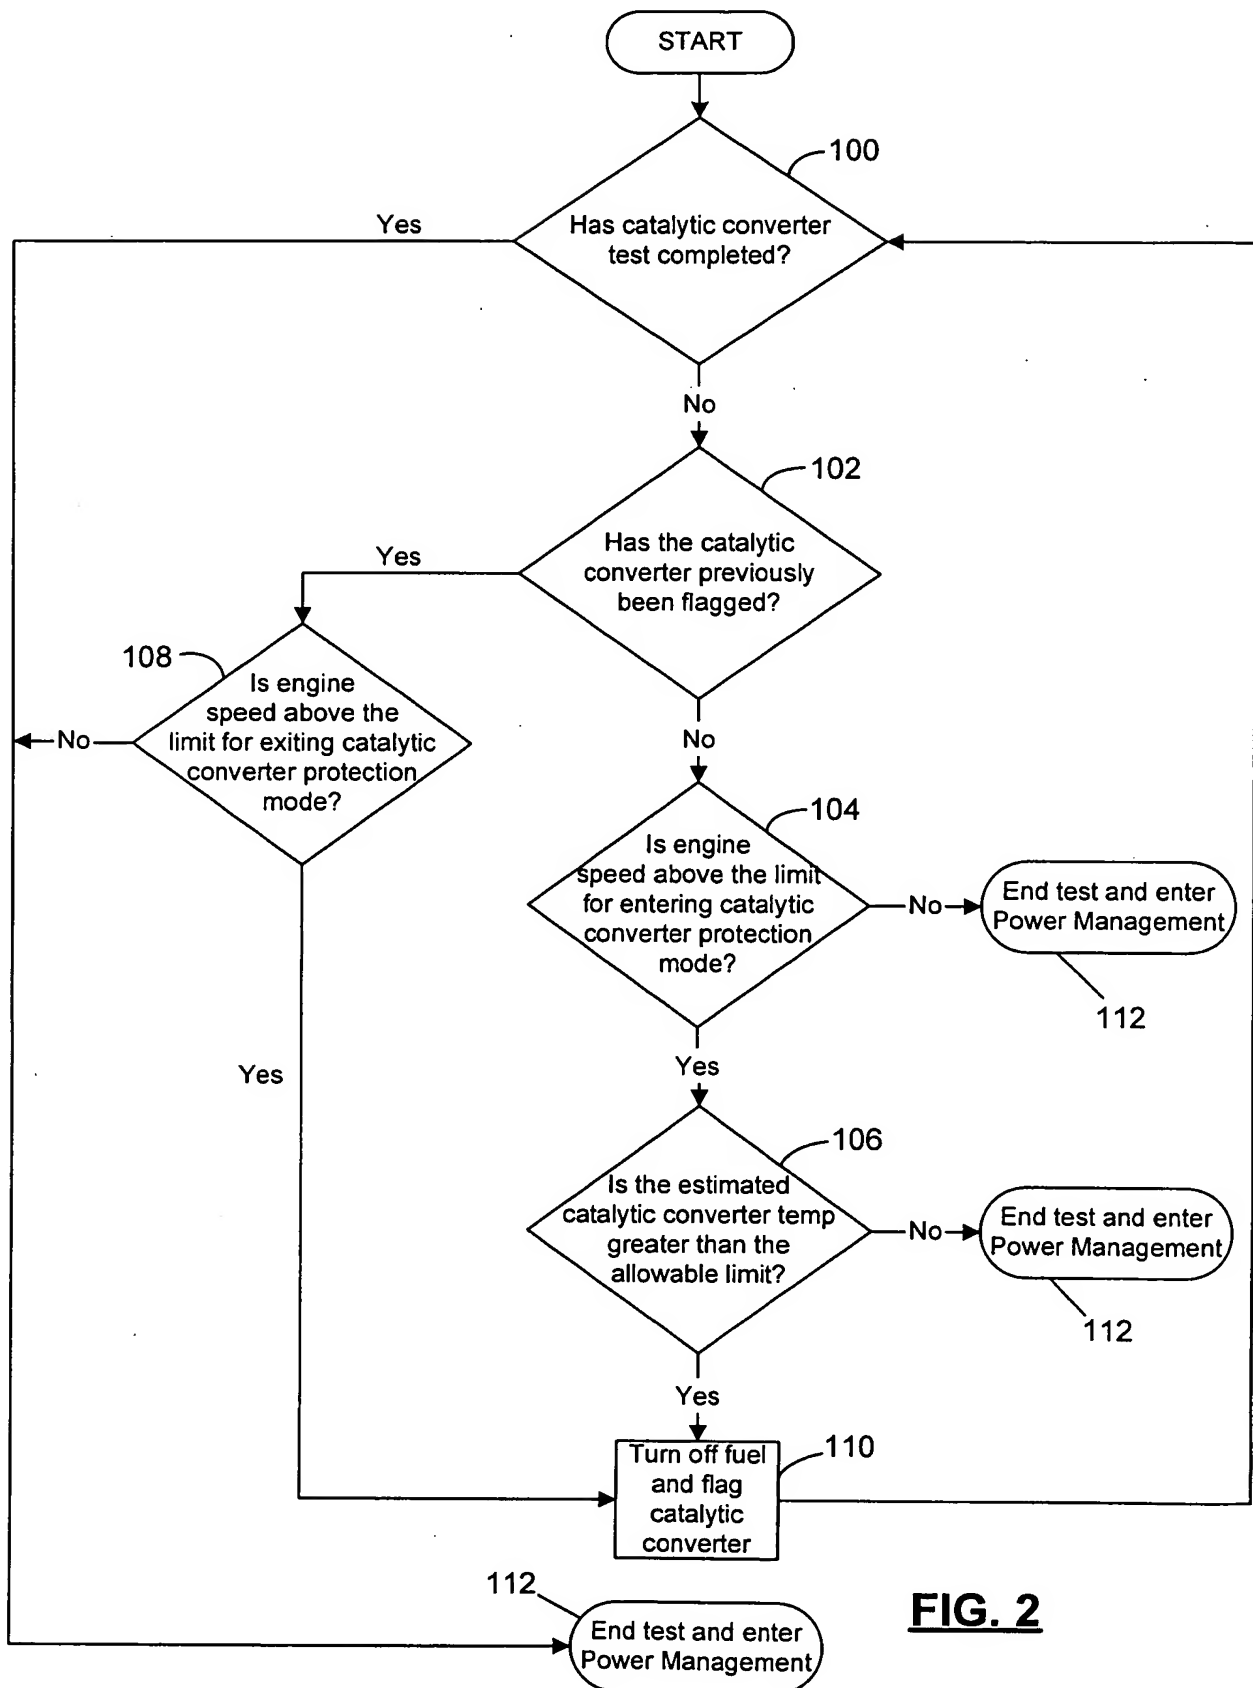 START
100
Has catalytic converter
test completed?
Yes
No
102
Has the catalytic
converter previously
been flagged?
Yes
No
108
Is engine
speed above the
limit for exiting catalytic
converter protection
mode?
No
Yes
104
Is engine
speed above the limit
for entering catalytic
converter protection
mode?
No
End test and enter
Power Management
112
Yes
106
Is the estimated
catalytic converter temp
greater than the
allowable limit?
No
End test and enter
Power Management
112
Yes
110
Turn off fuel
and flag
catalytic
converter
112
End test and enter
Power Management
FIG. 2